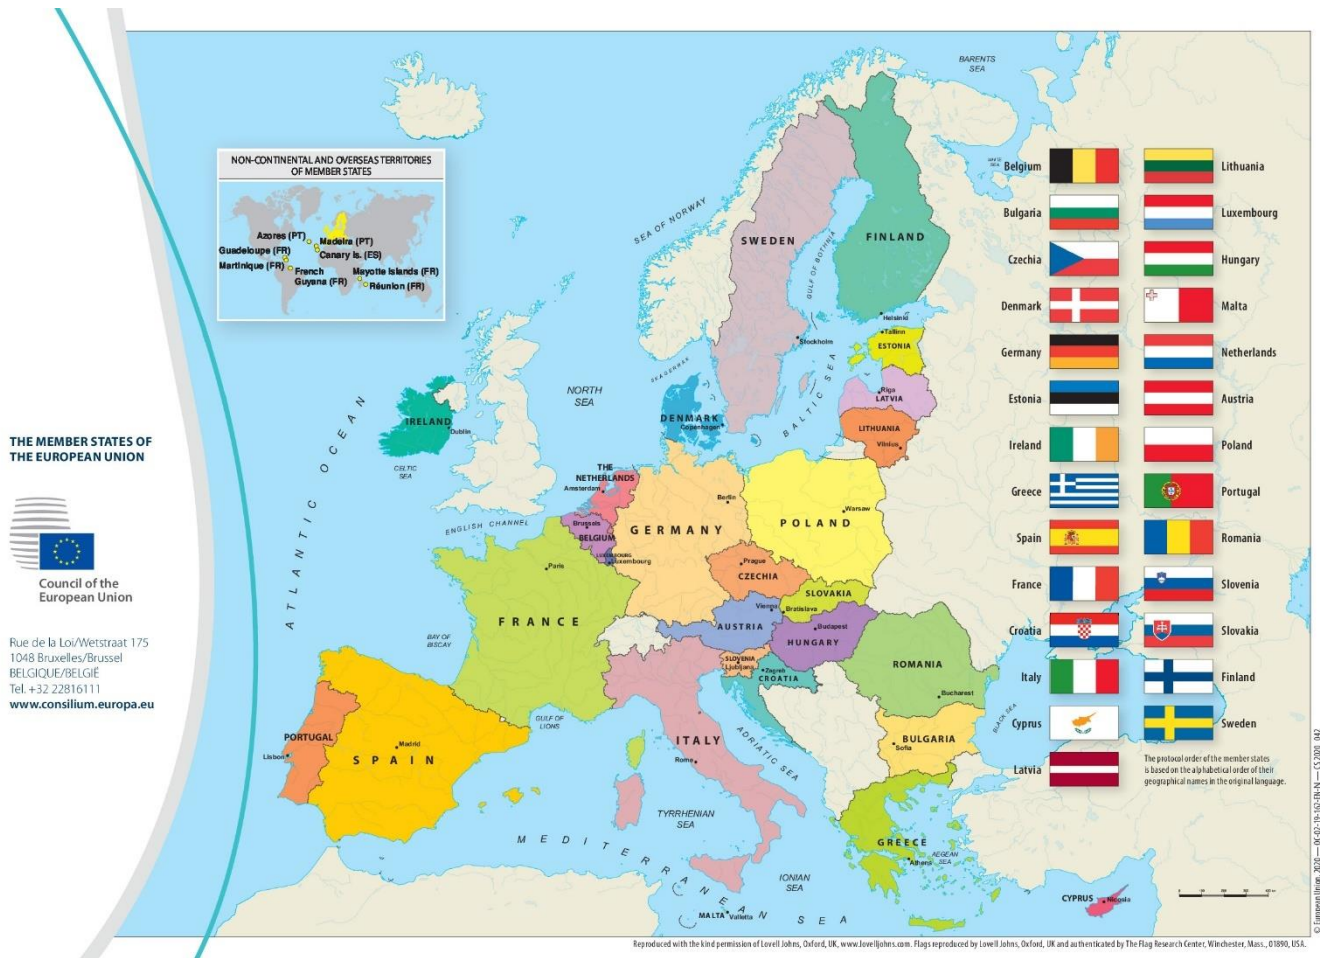 THE MEMBER STATES OF
THE EUROPEAN UNION
Council of the
European Union
Rue de la Loi/Wetstraat 175
1048 Bruxelles/Brussel
BELGIQUE/BELGIË
Tel. +32 22816111
www.consilium.europa.eu
NON-CONTINENTAL AND OVERSEAS TERRITORIES
OF MEMBER STATES
Azores (PT)
Madeira (PT)
Guadeloupe (FR)
Canary Is. (ES)
Martinique (FR)
French
Guyana (FR)
Mayotte Islands (FR)
Réunion (FR)
BARENTS
SEA
WHITE
SEA
SEA OF NORWAY
SWEDEN
FINLAND
GULF OF BOTHNIA
Helsinki
Tallinn
Stockholm
ESTONIA
SKAGERRAK
NORTH
SEA
BALTIC SEA
Riga
LATVIA
DENMARK
Copenhagen
LITHUANIA
Vilnius
ATLANTIC OCEAN
IRELAND
Dublin
CELTIC
SEA
THE
NETHERLANDS
Amsterdam
Berlin
Warsaw
ENGLISH CHANNEL
Brussels
BELGIUM
GERMANY
POLAND
LUXEMBOURG
Luxembourg
Paris
Prague
CZECHIA
SLOVAKIA
Vienna
Bratislava
FRANCE
AUSTRIA
Budapest
HUNGARY
BAY OF
BISCAY
SLOVENIA
Ljubljana
Zagreb
CROATIA
ROMANIA
Bucharest
GULF OF
LIONS
BLACK SEA
PORTUGAL
Lisbon
Madrid
SPAIN
ITALY
Rome
ADRIATIC SEA
BULGARIA
Sofia
TYRRHENIAN
SEA
MEDITERRANEAN SEA
GREECE
Athens
AEGEAN
SEA
IONIAN
SEA
MALTA
Valletta
CYPRUS
Nicosia
Belgium
Lithuania
Bulgaria
Luxembourg
Czechia
Hungary
Denmark
Malta
Germany
Netherlands
Estonia
Austria
Ireland
Poland
Greece
Portugal
Spain
Romania
France
Slovenia
Croatia
Slovakia
Italy
Finland
Cyprus
Sweden
Latvia
The protocol order of the member states
is based on the alphabetical order of their
geographical names in the original language.
© European Union, 2020
Reproduced with the kind permission of Lovell Johns, Oxford, UK, www.lovelljohns.com. Flags reproduced by Lovell Johns, Oxford, UK and authenticated by The Flag Research Center, Winchester, Mass., 01890, USA.